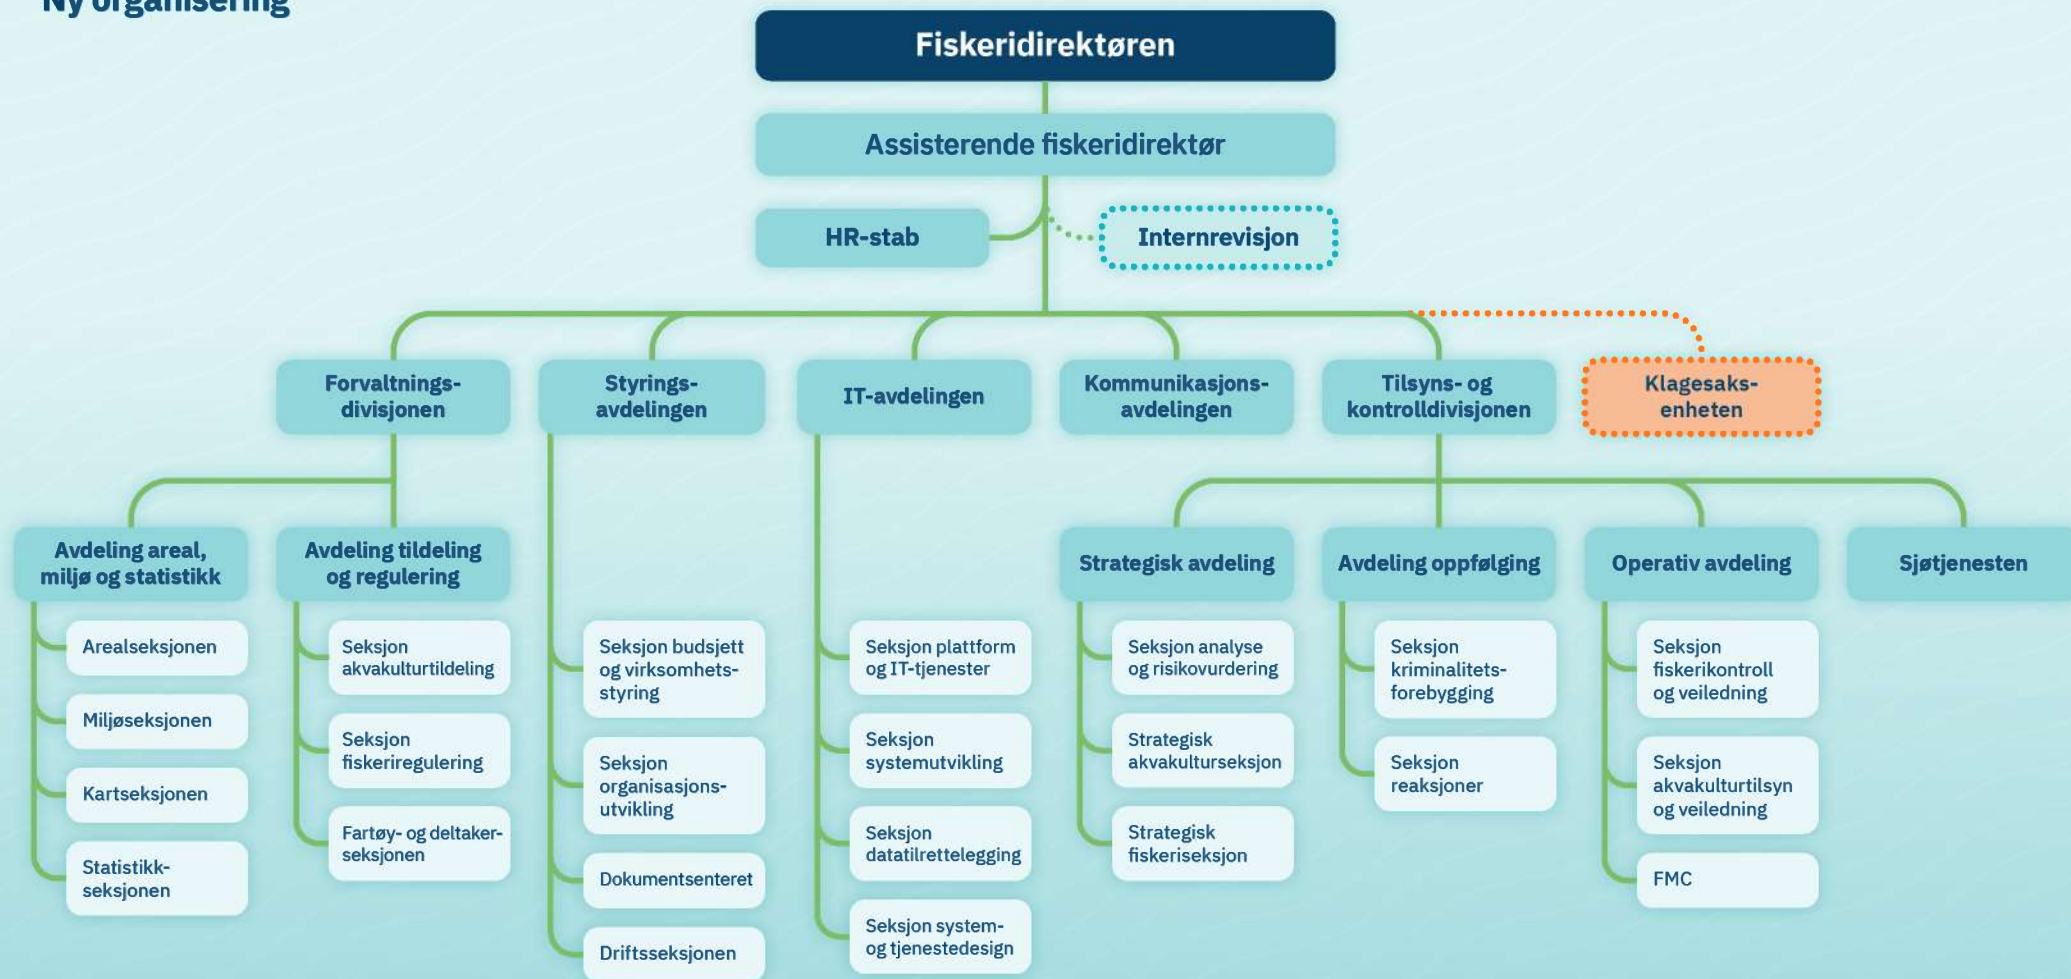 Ny organisering
Fiskeridirektøren
Assisterende fiskeridirektør
HR-stab
Internrevisjon
Forvaltnings-
divisjonen
Styrings-
avdelingen
IT-avdelingen
Kommunikasjons-
avdelingen
Tilsyns- og
kontrolldivisjonen
Klagesaks-
enheten
Avdeling areal,
miljø og statistikk
Arealseksjonen
Miljøseksjonen
Kartseksjonen
Statistikk-
seksjonen
Avdeling tildeling
og regulering
Seksjon
akvakulturtildeling
Seksjon
fiskeriregulering
Fartøy- og deltaker-
seksjonen
Seksjon budsjett
og virksomhets-
styring
Seksjon
organisasjons-
utvikling
Dokumentsenteret
Driftsseksjonen
Seksjon plattform
og IT-tjenester
Seksjon
systemutvikling
Seksjon
datatilrettelegging
Seksjon system-
og tjenestedesign
Strategisk avdeling
Seksjon analyse
og risikovurdering
Strategisk
akvakulturseksjon
Strategisk
fiskeriseksjon
Avdeling oppfølging
Seksjon
kriminalitets-
forebygging
Seksjon
reaksjoner
Operativ avdeling
Seksjon
fiskerikontroll
og veiledning
Seksjon
akvakulturtilsyn
og veiledning
FMC
Sjøtjenesten